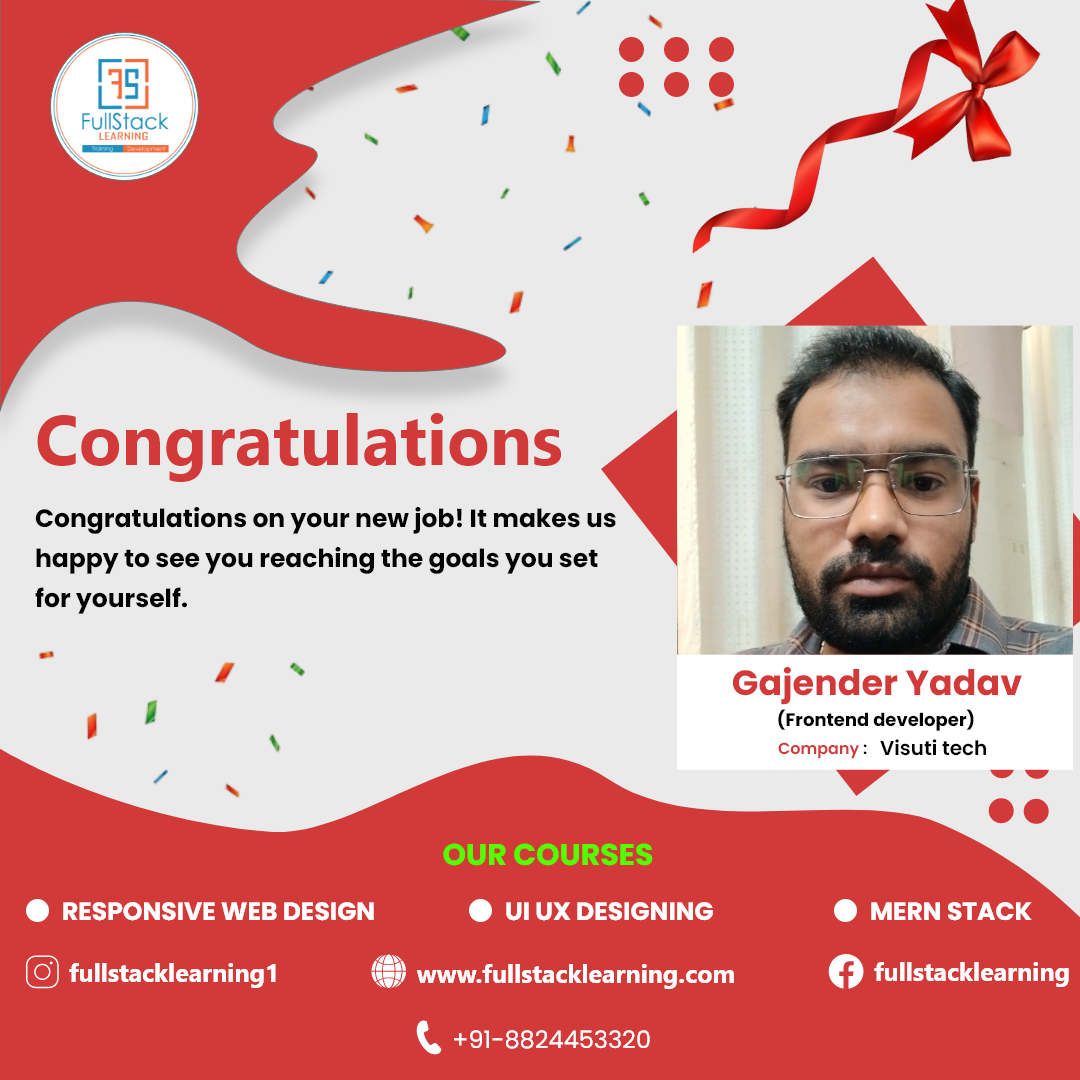 FS
FullStack
LEARNING
Training Development
Congratulations
Congratulations on your new job! It makes us
happy to see you reaching the goals you set
for yourself.
Gajender Yadav
(Frontend developer)
Company : Visuti tech
OUR COURSES
RESPONSIVE WEB DESIGN
UI UX DESIGNING
MERN STACK
fullstacklearning1
www.fullstacklearning.com
fullstacklearning
+91-8824453320